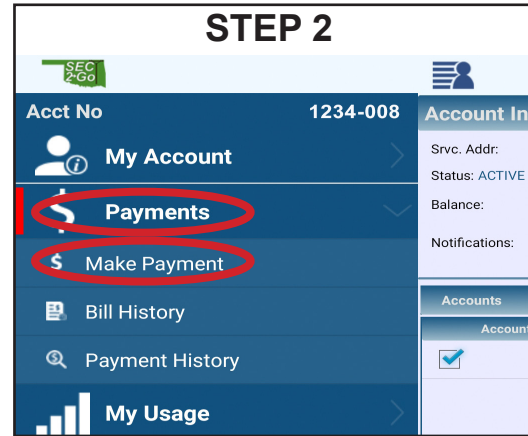 STEP 2
SEC
2-Go
Acct No 1234-008
My Account
Payments
Make Payment
Bill History
Payment History
My Usage
Account In
Srvc. Addr:
Status: ACTIVE
Balance:
Notifications:
Accounts
Account